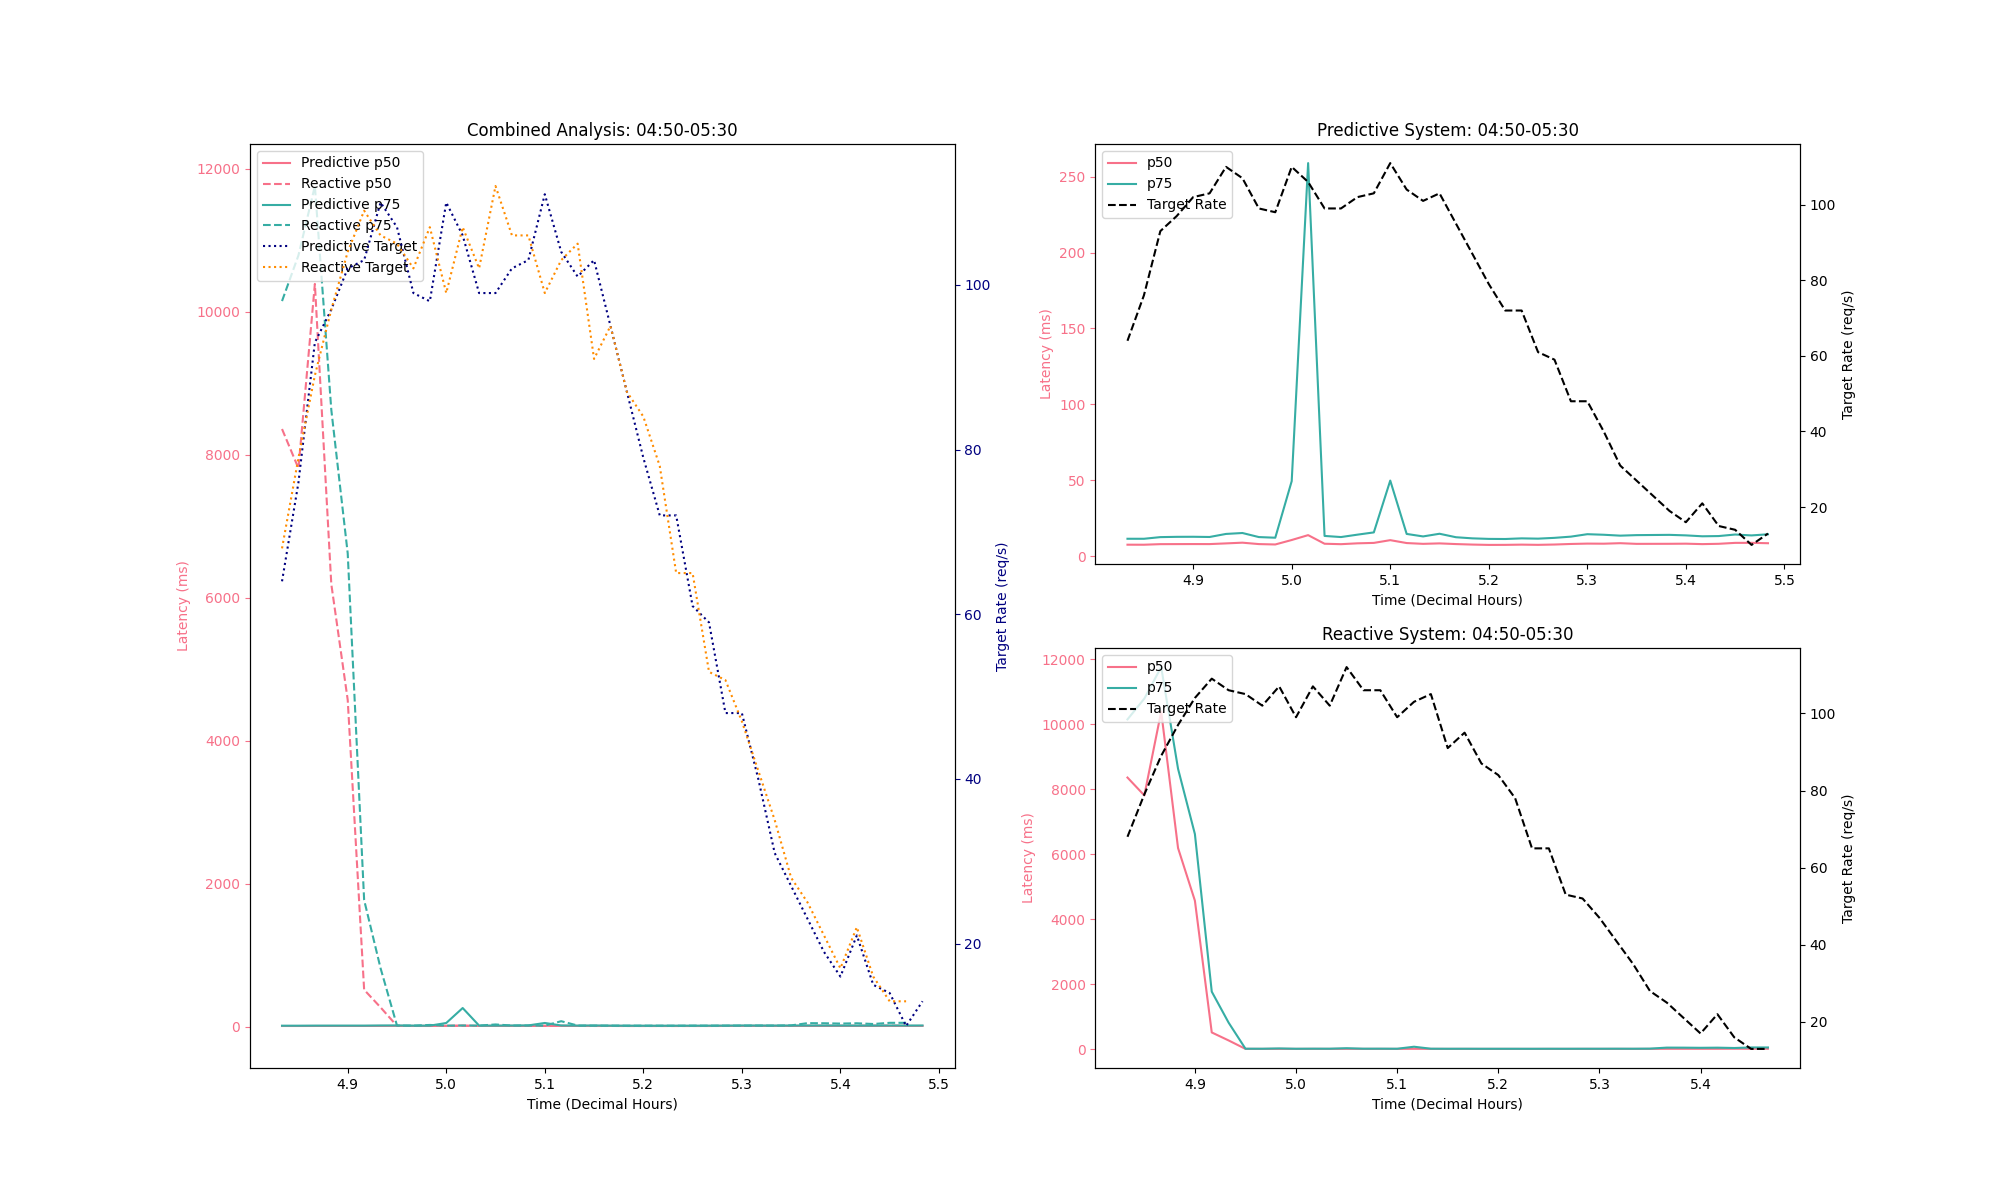 Combined Analysis: 04:50-05:30
Predictive p50
Reactive p50
Predictive p75
Reactive p75
Predictive Target
Reactive Target
12000
10000
8000
6000
4000
2000
0
Latency (ms)
100
80
60
40
20
Target Rate (req/s)
4.9 5.0 5.1 5.2 5.3 5.4 5.5
Time (Decimal Hours)
Predictive System: 04:50-05:30
p50
p75
Target Rate
250
200
150
100
50
0
Latency (ms)
100
80
60
40
20
Target Rate (req/s)
4.9 5.0 5.1 5.2 5.3 5.4 5.5
Time (Decimal Hours)
Reactive System: 04:50-05:30
p50
p75
Target Rate
12000
10000
8000
6000
4000
2000
0
Latency (ms)
100
80
60
40
20
Target Rate (req/s)
4.9 5.0 5.1 5.2 5.3 5.4
Time (Decimal Hours)